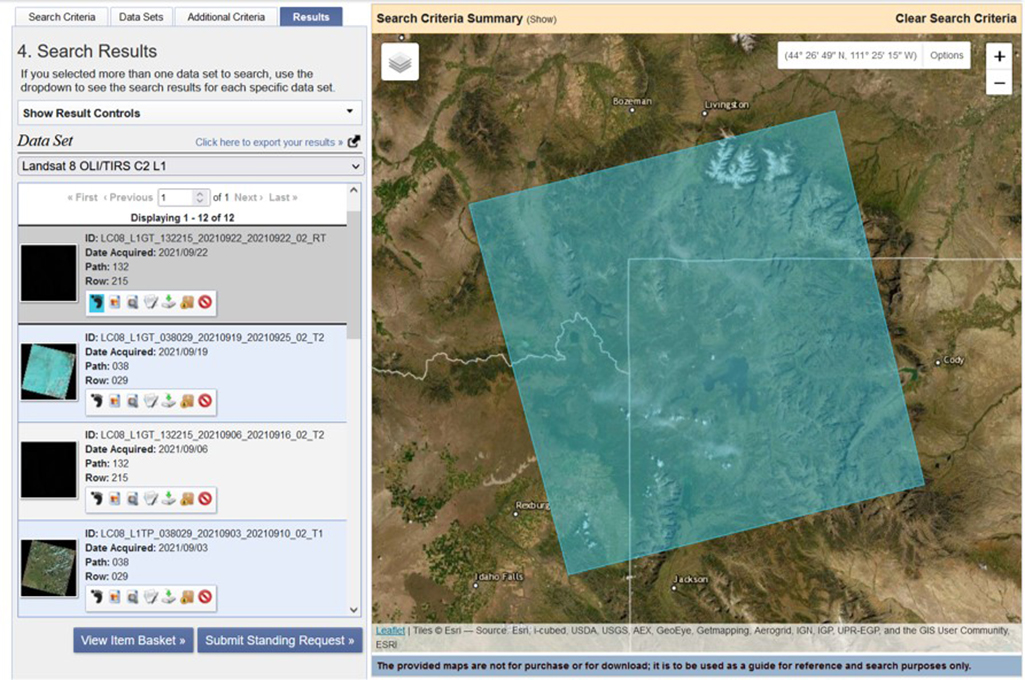 Search Criteria
Data Sets
Additional Criteria
Results
4. Search Results
If you selected more than one data set to search, use the
dropdown to see the search results for each specific data set.
Show Result Controls
Data Set
Click here to export your results »
Landsat 8 OLI/TIRS C2 L1
« First ‹ Previous 1 of 1 Next › Last »
Displaying 1 - 12 of 12
ID: LC08_L1GT_132215_20210922_20210922_02_RT
Date Acquired: 2021/09/22
Path: 132
Row: 215
ID: LC08_L1GT_038029_20210919_20210925_02_T2
Date Acquired: 2021/09/19
Path: 038
Row: 029
ID: LC08_L1GT_132215_20210906_20210916_02_T2
Date Acquired: 2021/09/06
Path: 132
Row: 215
ID: LC08_L1TP_038029_20210903_20210910_02_T1
Date Acquired: 2021/09/03
Path: 038
Row: 029
View Item Basket »
Submit Standing Request »
Search Criteria Summary (Show)
Clear Search Criteria
(44° 26' 49" N, 111° 25' 15" W)
Options
+
−
Bozeman
Livingston
Cody
Rexburg
Idaho Falls
Jackson
Leaflet | Tiles © Esri — Source: Esri, i-cubed, USDA, USGS, AEX, GeoEye, Getmapping, Aerogrid, IGN, IGP, UPR-EGP, and the GIS User Community,
ESRI
The provided maps are not for purchase or for download; it is to be used as a guide for reference and search purposes only.